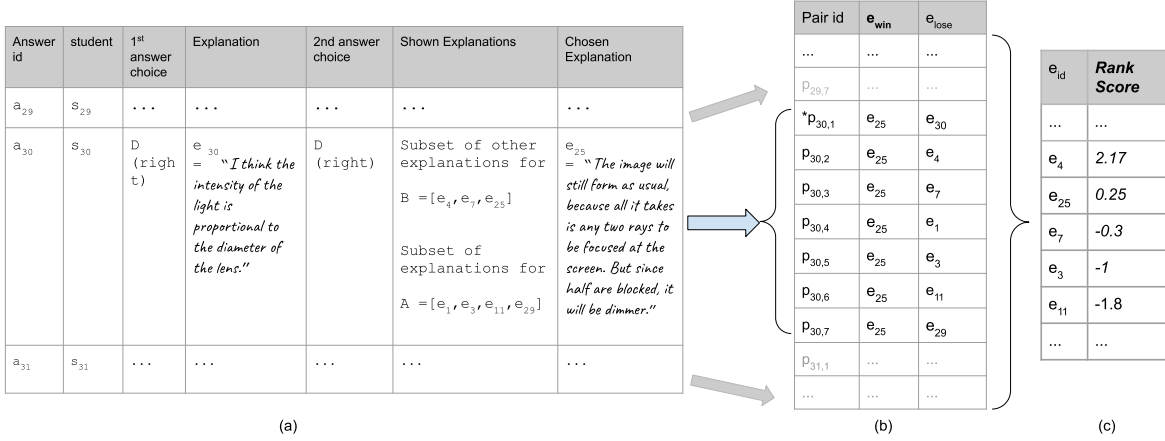 Answer id
student
1st answer choice
Explanation
2nd answer choice
Shown Explanations
Chosen Explanation
a29
s29
...
...
...
...
...
a30
s30
D
(righ
t)
e 30
= "I think the
intensity of the
light is
proportional to
the diameter of
the lens."
D
(right)
Subset of other
explanations for
B =[e4,e7,e25]
Subset of
explanations for
A =[e1,e3,e11,e29]
e25
= "The image will
still form as usual,
because all it takes
is any two rays to
be focused at the
screen. But since
half are blocked, it
will be dimmer."
a31
s31
...
...
...
...
...
(a)
Pair id ewin elose
... ... ...
p29,7 ... ...
*p30,1 e25 e30
p30,2 e25 e4
p30,3 e25 e7
p30,4 e25 e1
p30,5 e25 e3
p30,6 e25 e11
p30,7 e25 e29
p31,1 ... ...
... ... ...
(b)
eid Rank Score
... ...
e4 2.17
e25 0.25
e7 -0.3
e3 -1
e11 -1.8
... ...
(c)